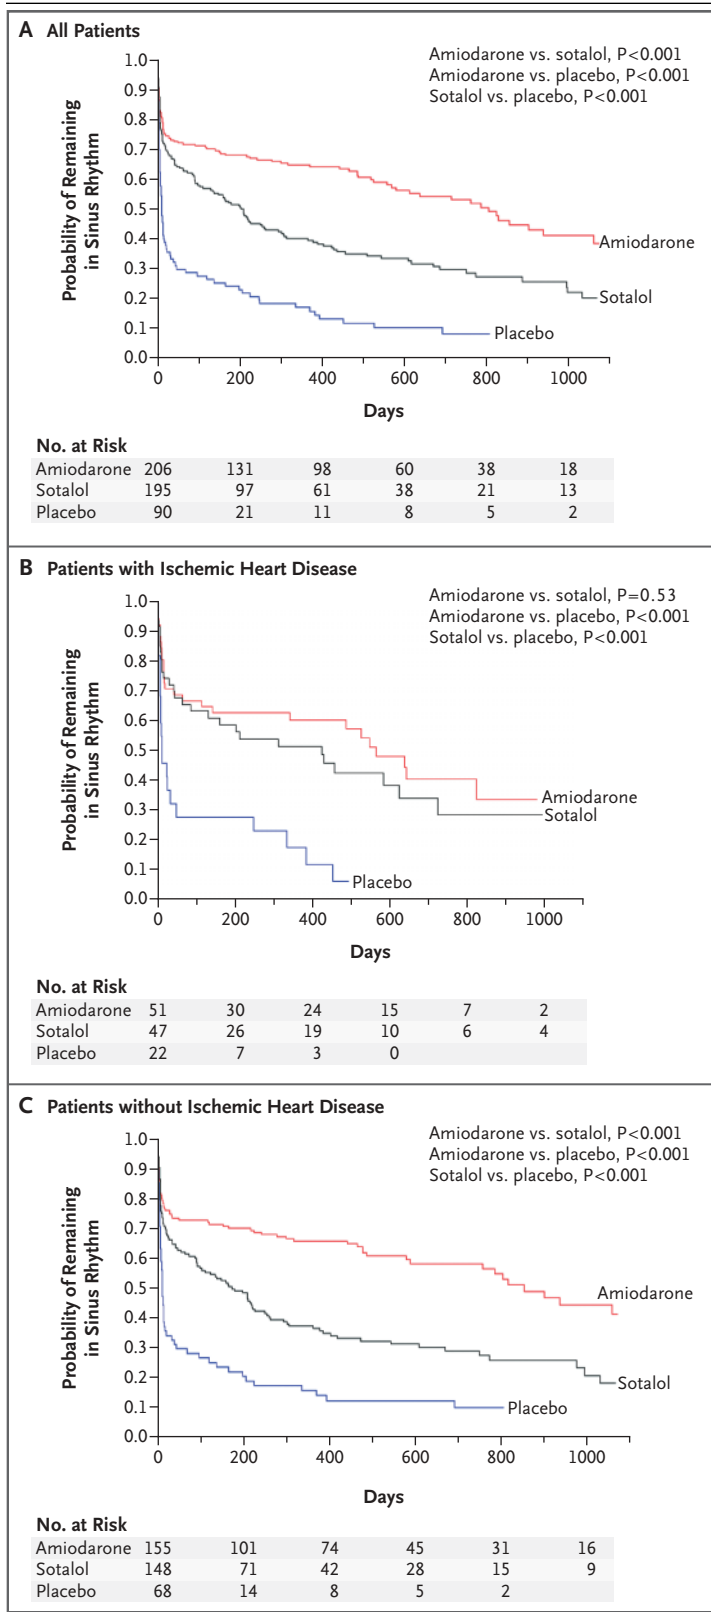 A All Patients
Amiodarone vs. sotalol, P<0.001
Amiodarone vs. placebo, P<0.001
Sotalol vs. placebo, P<0.001
Probability of Remaining
in Sinus Rhythm
1.0
0.9
0.8
0.7
0.6
0.5
0.4
0.3
0.2
0.1
0.0
Amiodarone
Sotalol
Placebo
0 200 400 600 800 1000
Days
No. at Risk
Amiodarone 206 131 98 60 38 18
Sotalol 195 97 61 38 21 13
Placebo 90 21 11 8 5 2
B Patients with Ischemic Heart Disease
Amiodarone vs. sotalol, P=0.53
Amiodarone vs. placebo, P<0.001
Sotalol vs. placebo, P<0.001
Probability of Remaining
in Sinus Rhythm
1.0
0.9
0.8
0.7
0.6
0.5
0.4
0.3
0.2
0.1
0.0
Amiodarone
Sotalol
Placebo
0 200 400 600 800 1000
Days
No. at Risk
Amiodarone 51 30 24 15 7 2
Sotalol 47 26 19 10 6 4
Placebo 22 7 3 0
C Patients without Ischemic Heart Disease
Amiodarone vs. sotalol, P<0.001
Amiodarone vs. placebo, P<0.001
Sotalol vs. placebo, P<0.001
Probability of Remaining
in Sinus Rhythm
1.0
0.9
0.8
0.7
0.6
0.5
0.4
0.3
0.2
0.1
0.0
Amiodarone
Sotalol
Placebo
0 200 400 600 800 1000
Days
No. at Risk
Amiodarone 155 101 74 45 31 16
Sotalol 148 71 42 28 15 9
Placebo 68 14 8 5 2